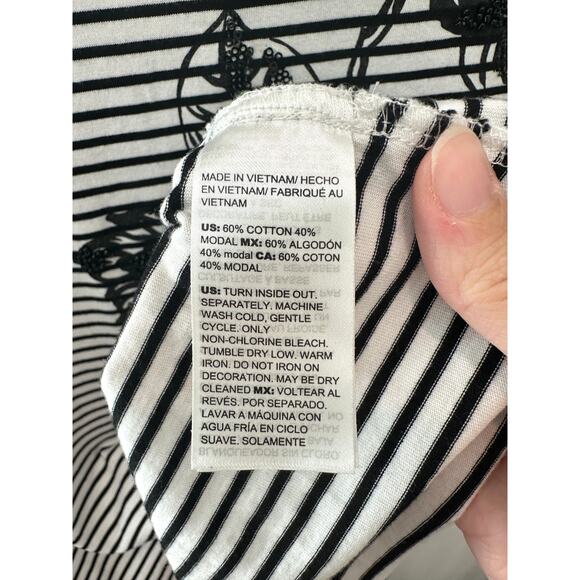 MADE IN VIETNAM/ HECHO
EN VIETNAM/ FABRIQUÉ AU
VIETNAM
US: 60% COTTON 40%
MODAL MX: 60% ALGODÓN
40% modal CA: 60% COTON
40% MODAL
US: TURN INSIDE OUT.
SEPARATELY. MACHINE
WASH COLD, GENTLE
CYCLE. ONLY
NON-CHLORINE BLEACH.
TUMBLE DRY LOW. WARM
IRON. DO NOT IRON ON
DECORATION. MAY BE DRY
CLEANED MX: VOLTEAR AL
REVÉS. POR SEPARADO.
LAVAR A MÁQUINA CON
AGUA FRÍA EN CICLO
SUAVE. SOLAMENTE
BLANQUEADOR SIN CLORO.